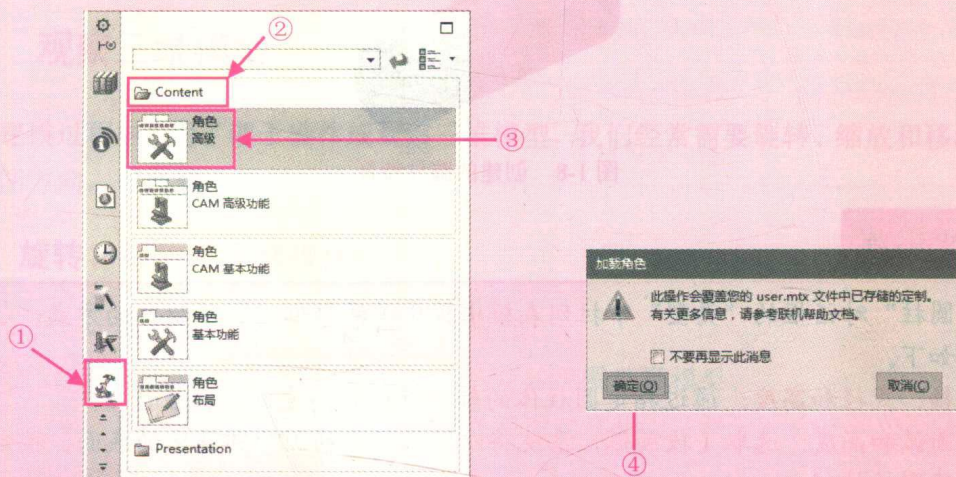 ②
Content
角色
高级
③
角色
CAM 高级功能
角色
CAM 基本功能
角色
基本功能
①
角色
布局
Presentation
加载角色
此操作会覆盖您的 user.mtx 文件中已存储的定制。
有关更多信息，请参考联机帮助文档。
不要再显示此消息
确定(O)
取消(C)
④
旋转
如下。